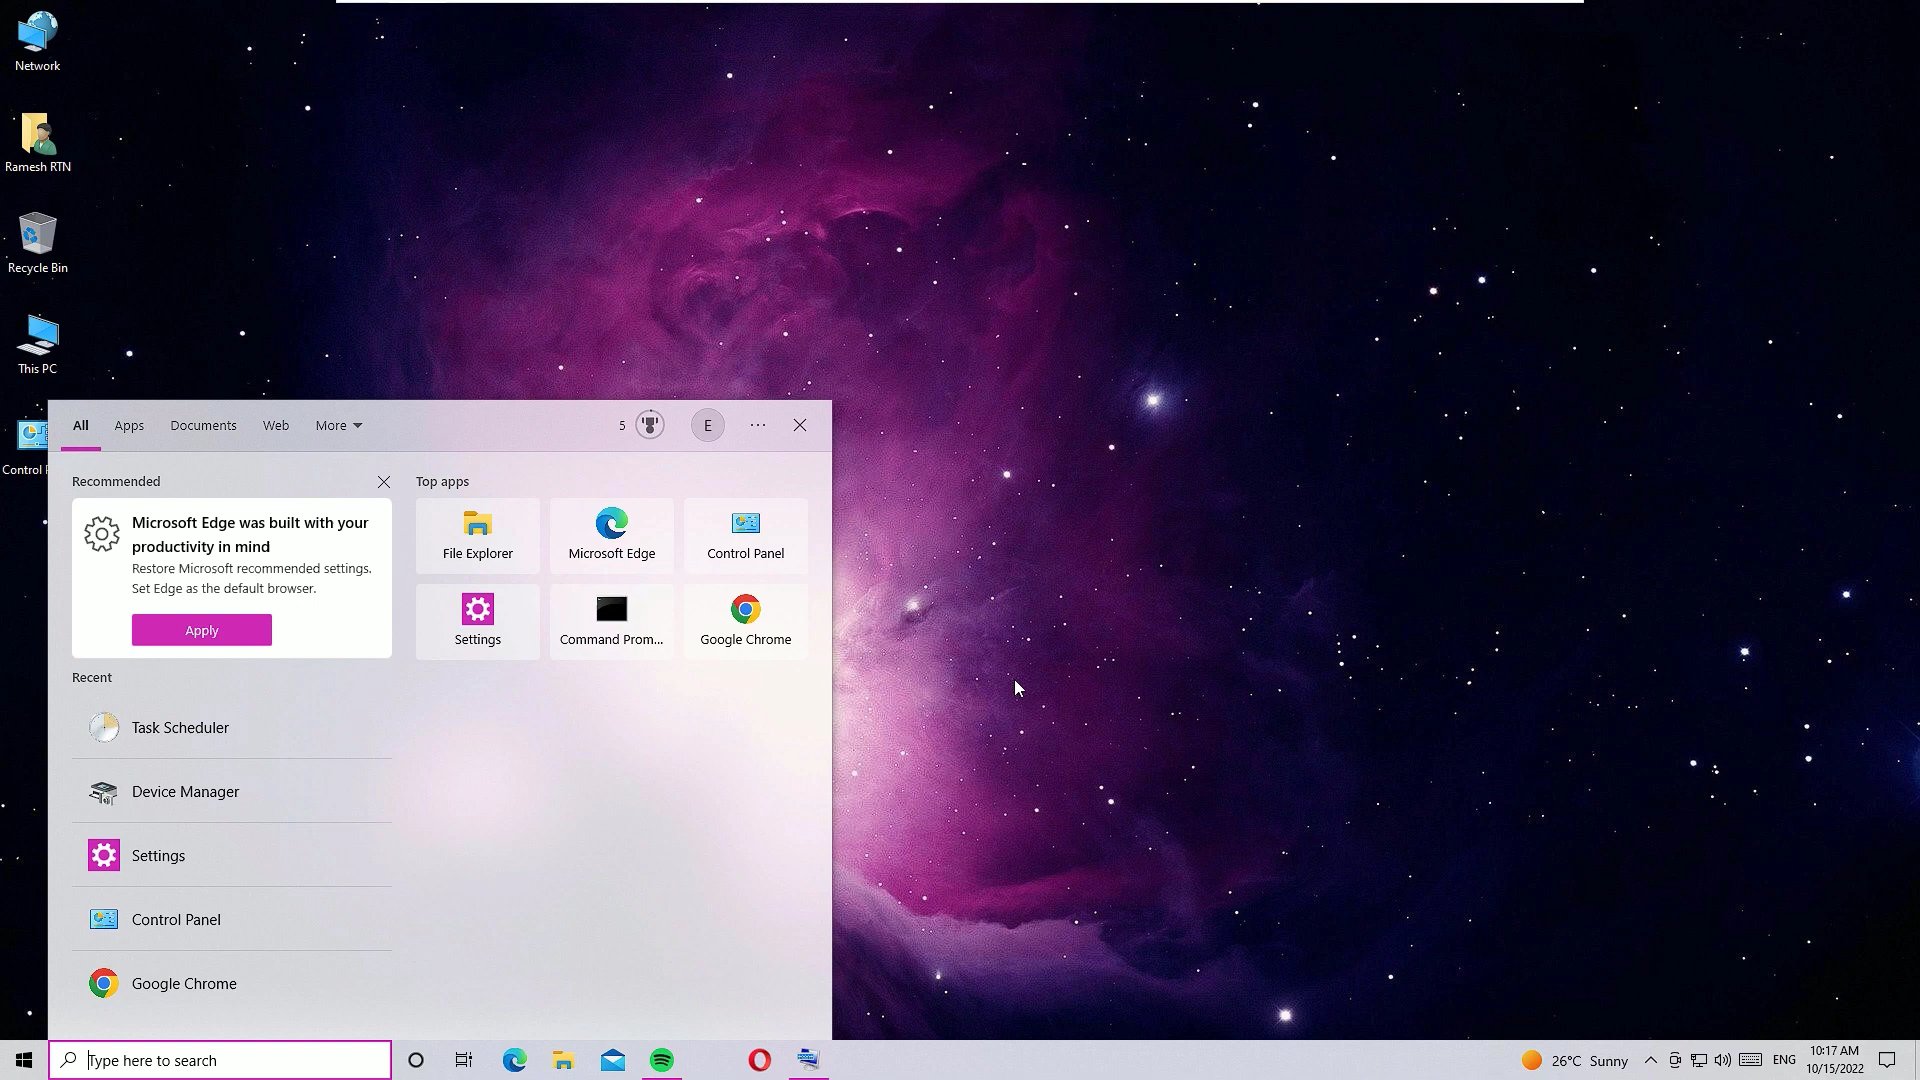 Network
Ramesh RTN
Recycle Bin
This PC
Control
All Apps Documents Web More 5 E
Recommended
Microsoft Edge was built with your
productivity in mind
Restore Microsoft recommended settings.
Set Edge as the default browser.
Apply
Top apps
File Explorer Microsoft Edge Control Panel
Settings Command Prom... Google Chrome
Recent
Task Scheduler
Device Manager
Settings
Control Panel
Google Chrome
Type here to search
26°C Sunny
ENG
10:17 AM
10/15/2022